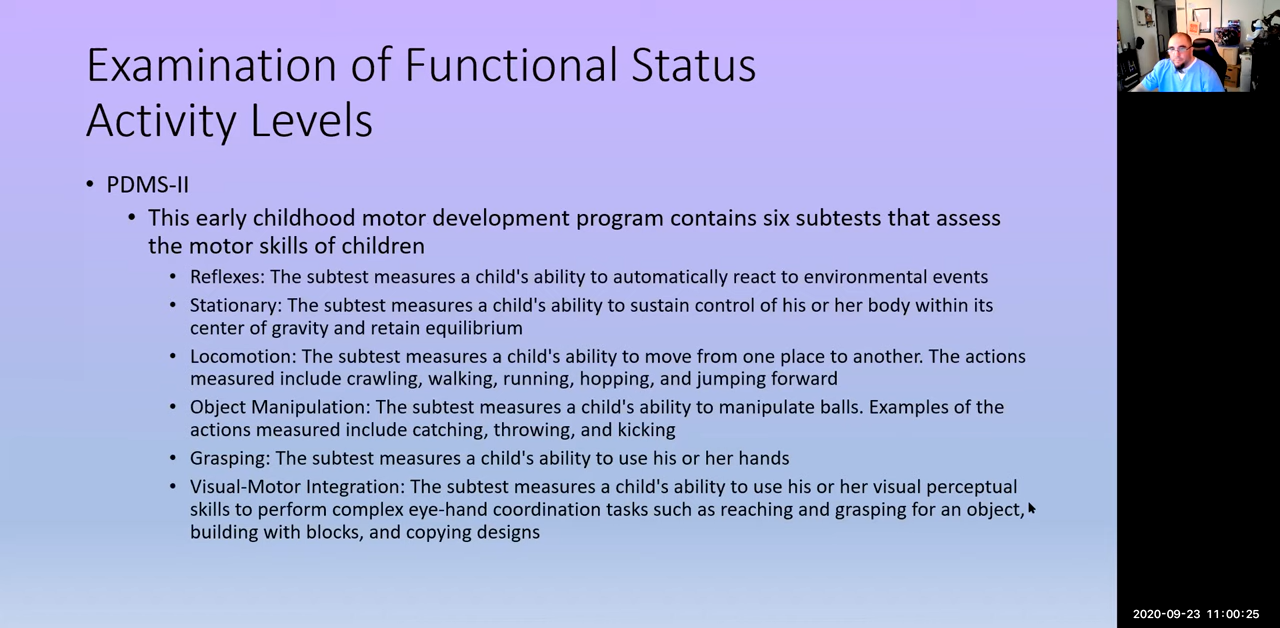 Examination of Functional Status
Activity Levels
• PDMS-II
• This early childhood motor development program contains six subtests that assess
the motor skills of children
• Reflexes: The subtest measures a child's ability to automatically react to environmental events
• Stationary: The subtest measures a child's ability to sustain control of his or her body within its
center of gravity and retain equilibrium
• Locomotion: The subtest measures a child's ability to move from one place to another. The actions
measured include crawling, walking, running, hopping, and jumping forward
• Object Manipulation: The subtest measures a child's ability to manipulate balls. Examples of the
actions measured include catching, throwing, and kicking
• Grasping: The subtest measures a child's ability to use his or her hands
• Visual-Motor Integration: The subtest measures a child's ability to use his or her visual perceptual
skills to perform complex eye-hand coordination tasks such as reaching and grasping for an object,
building with blocks, and copying designs
2020-09-23 11:00:25